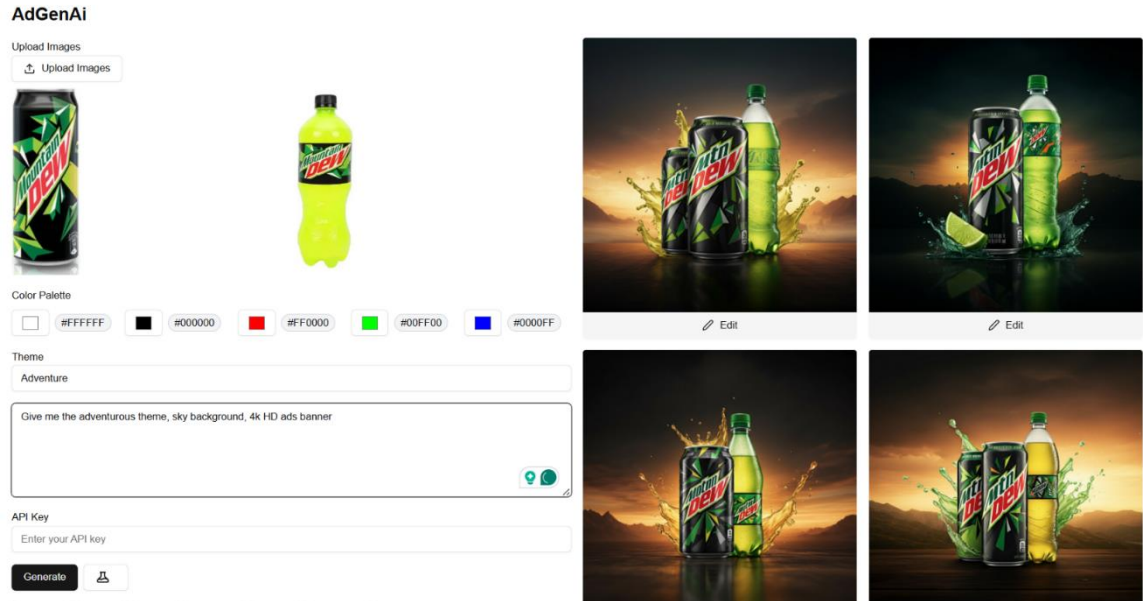 AdGenAi
Upload Images
Upload Images
Mountain
DEW
Mountain
DEW
Color Palette
#FFFFFF
#000000
#FF0000
#00FF00
#0000FF
Theme
Adventure
Give me the adventurous theme, sky background, 4k HD ads banner
API Key
Enter your API key
Generate
Mtn
DEW
Mtn
DEW
Edit
Edit
Mtn
DEW
Mtn
DEW